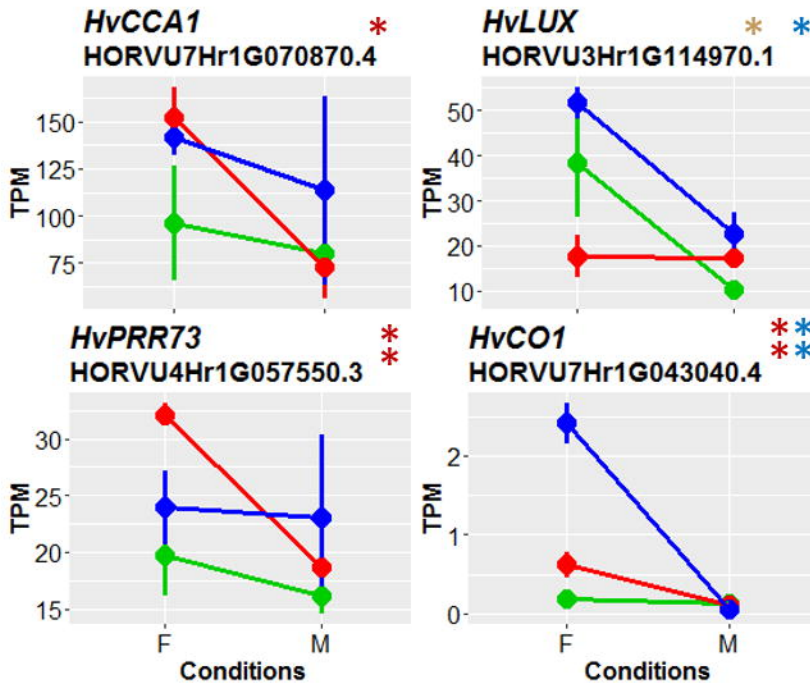 HvCCA1 *
HORVU7Hr1G070870.4
150
125
100
75
TPM
HvLUX * *
HORVU3Hr1G114970.1
50
40
30
20
10
TPM
HvPRR73 *
*
HORVU4Hr1G057550.3
30
25
20
15
TPM
F M
Conditions
HvCO1 * *
* *
HORVU7Hr1G043040.4
2
1
0
TPM
F M
Conditions